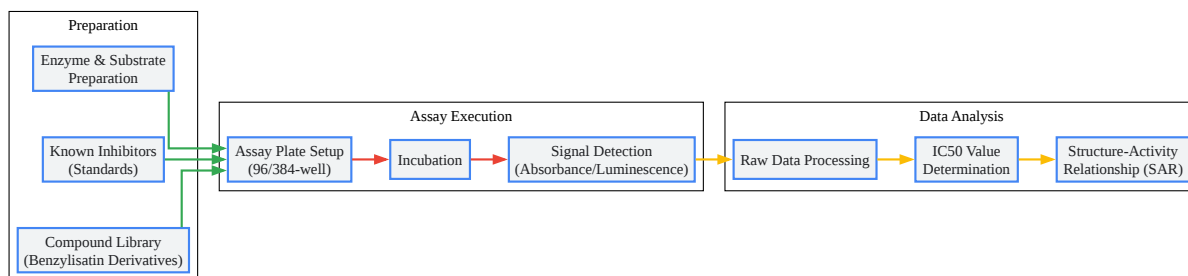 Preparation
Enzyme & Substrate
Preparation
Known Inhibitors
(Standards)
Compound Library
(Benzylisatin Derivatives)
Assay Execution
Assay Plate Setup
(96/384-well)
Incubation
Signal Detection
(Absorbance/Luminescence)
Data Analysis
Raw Data Processing
IC50 Value
Determination
Structure-Activity
Relationship (SAR)